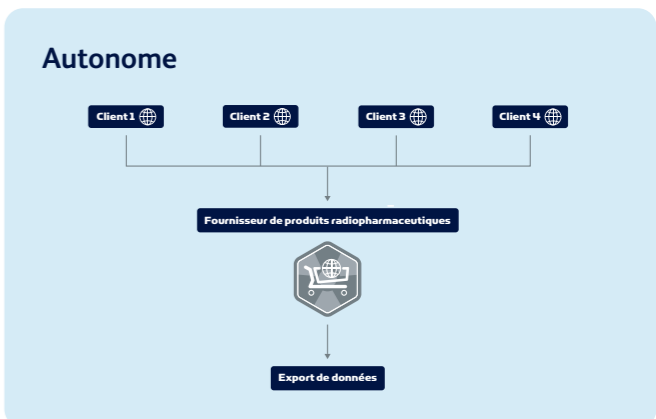 Autonome
Client 1
Client 2
Client 3
Client 4
Fournisseur de produits radiopharmaceutiques
Export de données